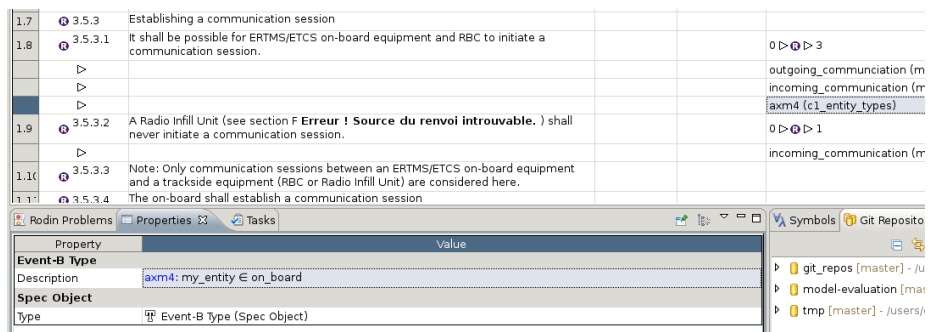 1.7 R 3.5.3 Establishing a communication session
1.8 R 3.5.3.1 It shall be possible for ERTMS/ETCS on-board equipment and RBC to initiate a
communication session.
0 ▷ R ▷ 3
▷ outgoing_communciation (m
▷ incoming_communication (m
▷ axm4 (c1_entity_types)
1.9 R 3.5.3.2 A Radio Infill Unit (see section F Erreur ! Source du renvoi introuvable. ) shall
never initiate a communication session.
0 ▷ R ▷ 1
▷ incoming_communication (m
1.1( R 3.5.3.3 Note: Only communication sessions between an ERTMS/ETCS on-board equipment
and a trackside equipment (RBC or Radio Infill Unit) are considered here.
R 3.5.3.4 The on-board shall establish a communication session
Rodin Problems Properties Tasks Symbols Git Reposito
Property Value
Event-B Type
Description axm4: my_entity ∈ on_board
Spec Object
Type Event-B Type (Spec Object)
git_repos [master] - /u
model-evaluation [mas
tmp [master] - /users/